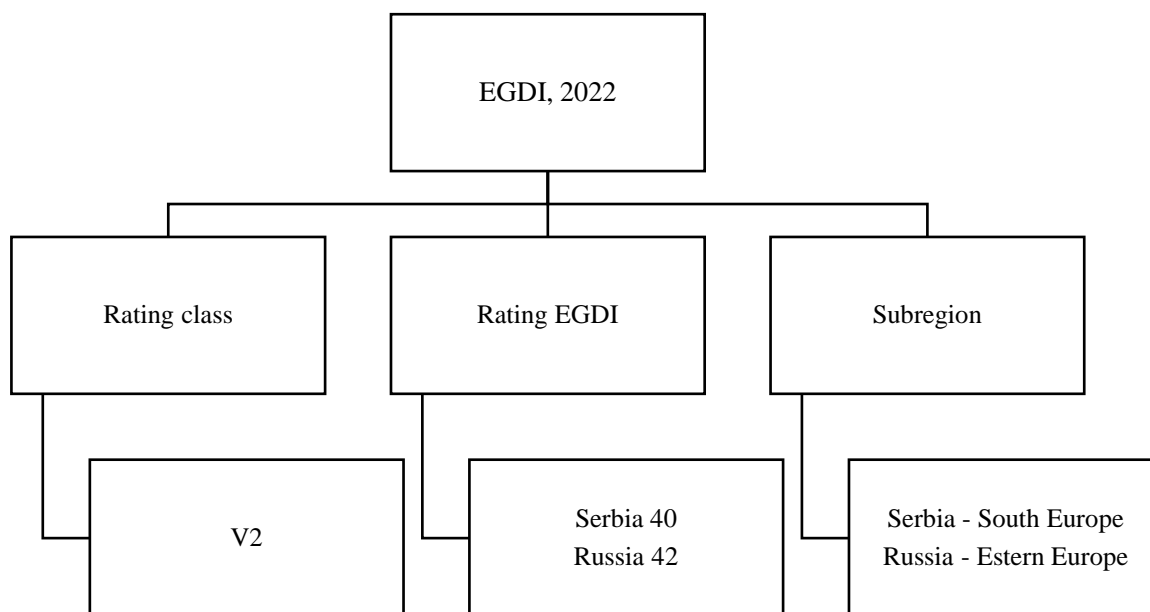 EGDI, 2022
Rating class
Rating EGDI
Subregion
V2
Serbia 40
Russia 42
Serbia - South Europe
Russia - Estern Europe